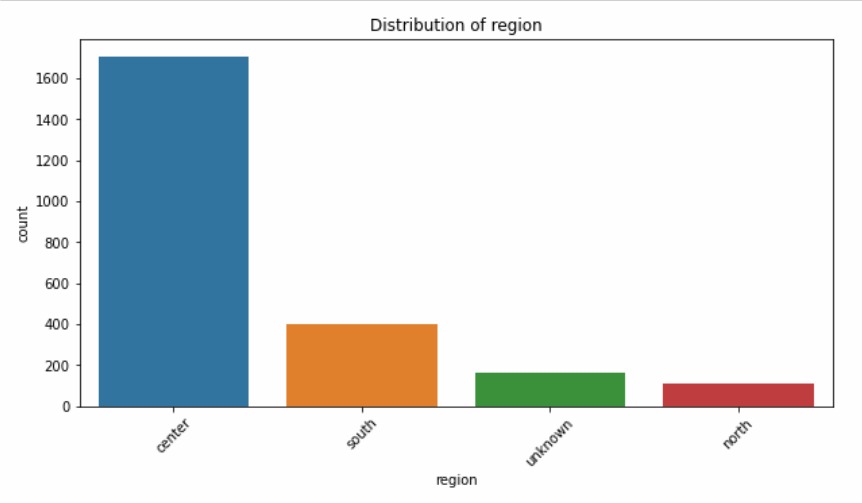 Distribution of region
1600
1400
1200
1000
800
600
400
200
0
count
center
south
unknown
north
region